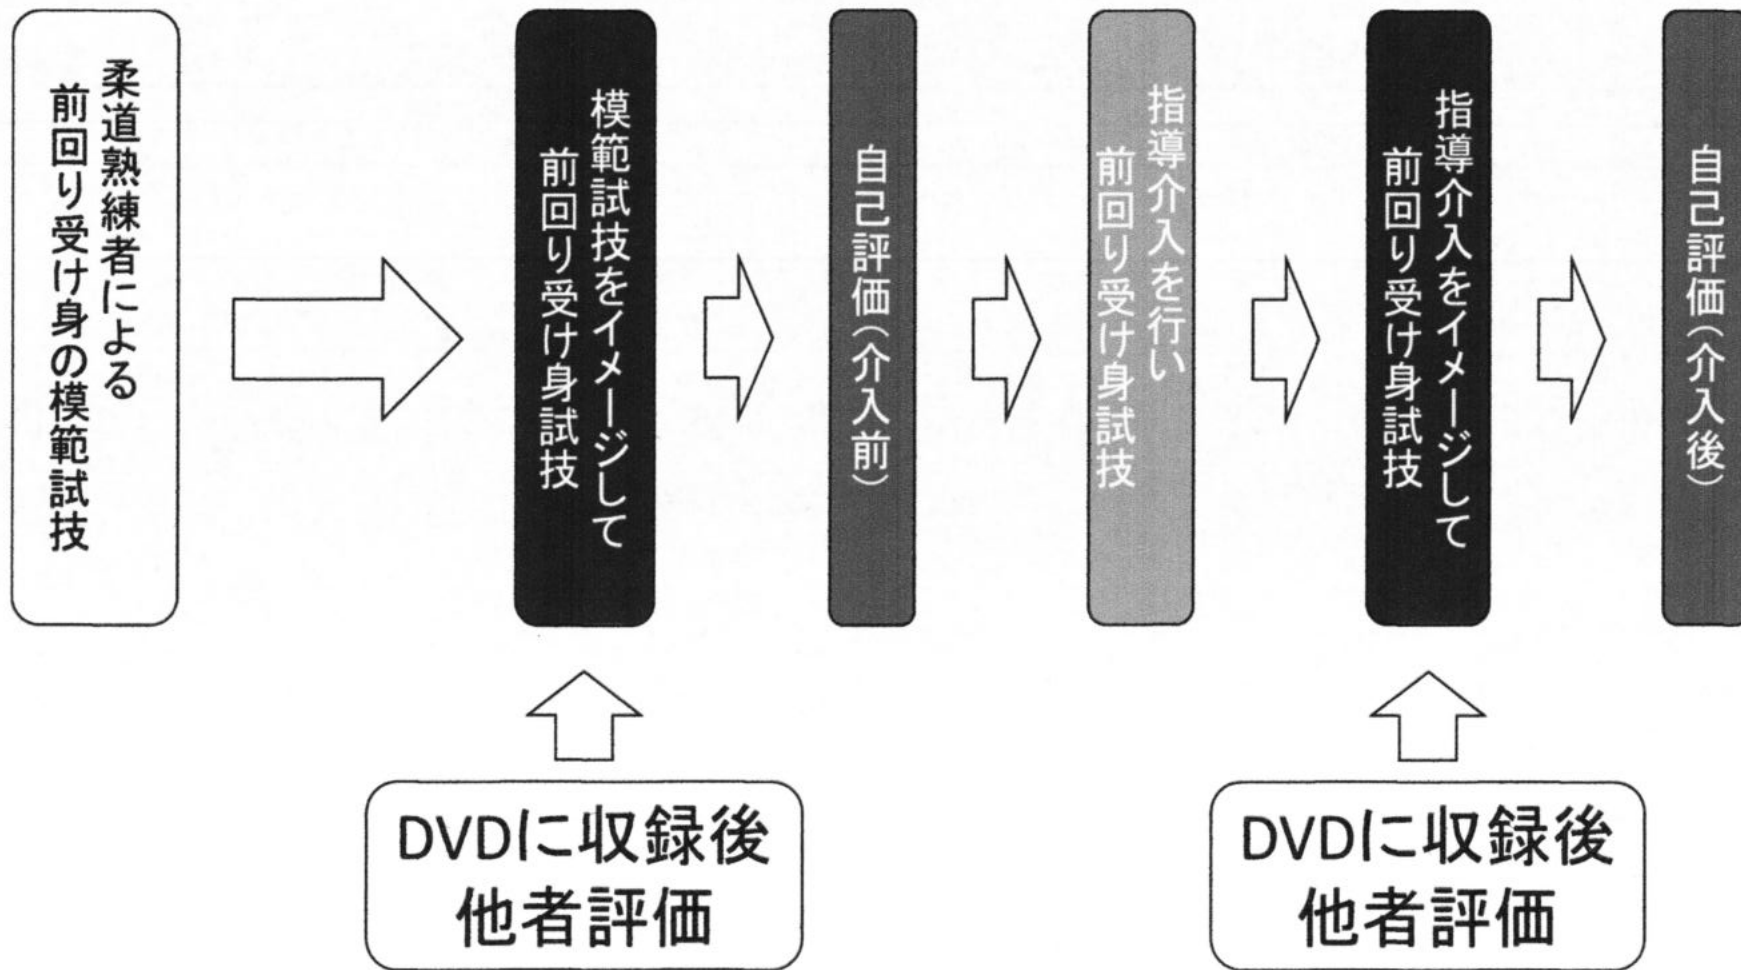 柔道熟練者による
前回り受け身の模範試技
模範試技をイメージして
前回り受け身試技
自己評価(介入前)
指導介入を行い
前回り受け身試技
指導介入をイメージして
前回り受け身試技
自己評価(介入後)
DVDに収録後
他者評価
DVDに収録後
他者評価